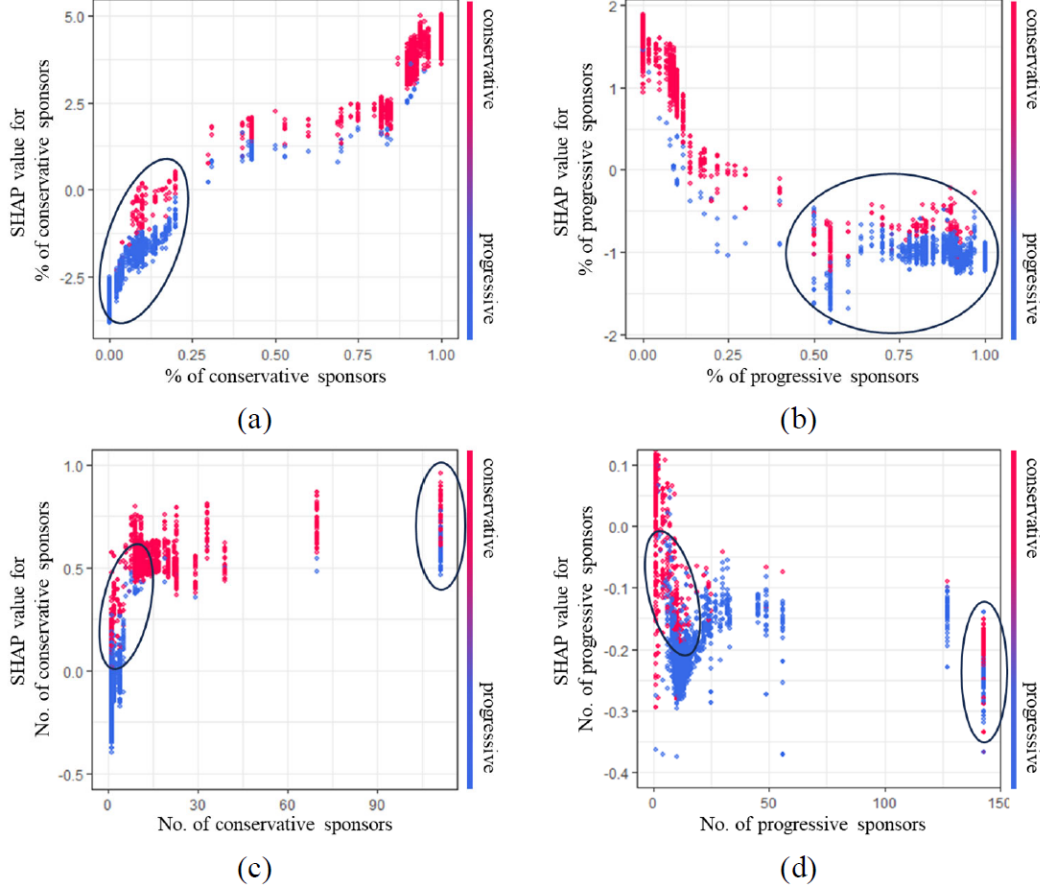 SHAP value for
% of conservative sponsors
5.0
2.5
0.0
-2.5
0.00
0.25
0.50
0.75
1.00
% of conservative sponsors
conservative
progressive
(a)
SHAP value for
% of progressive sponsors
2
1
0
-1
-2
0.00
0.25
0.50
0.75
1.00
% of progressive sponsors
conservative
progressive
(b)
SHAP value for
No. of conservative sponsors
1.0
0.5
0.0
-0.5
0
30
60
90
No. of conservative sponsors
conservative
progressive
(c)
SHAP value for
No. of progressive sponsors
0.1
0.0
-0.1
-0.2
-0.3
-0.4
0
50
100
150
No. of progressive sponsors
conservative
progressive
(d)